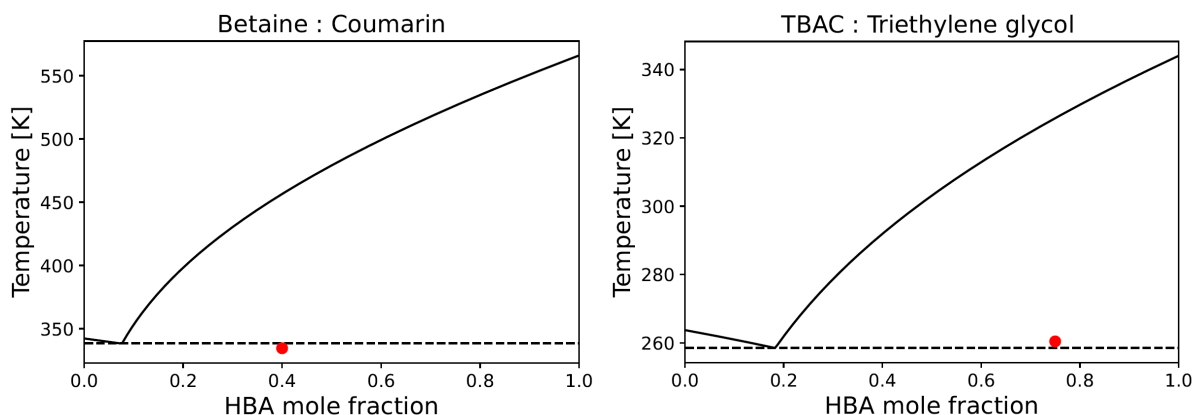 Betaine : Coumarin
Temperature [K]
550
500
450
400
350
0.0 0.2 0.4 0.6 0.8 1.0
HBA mole fraction
TBAC : Triethylene glycol
Temperature [K]
340
320
300
280
260
0.0 0.2 0.4 0.6 0.8 1.0
HBA mole fraction